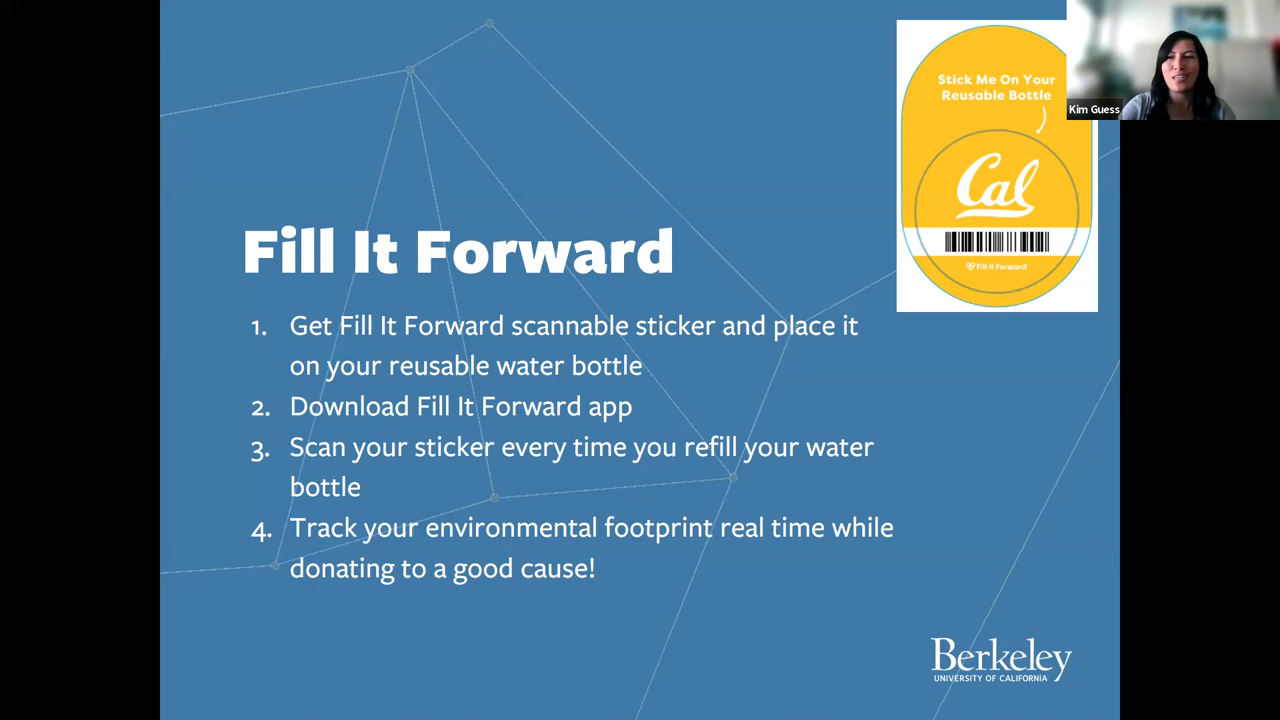 Stick Me On Your
Reusable Bottle
Kim Guess
Cal
Fill It Forward
Fill It Forward
1. Get Fill It Forward scannable sticker and place it
on your reusable water bottle
2. Download Fill It Forward app
3. Scan your sticker every time you refill your water
bottle
4. Track your environmental footprint real time while
donating to a good cause!
Berkeley
UNIVERSITY OF CALIFORNIA